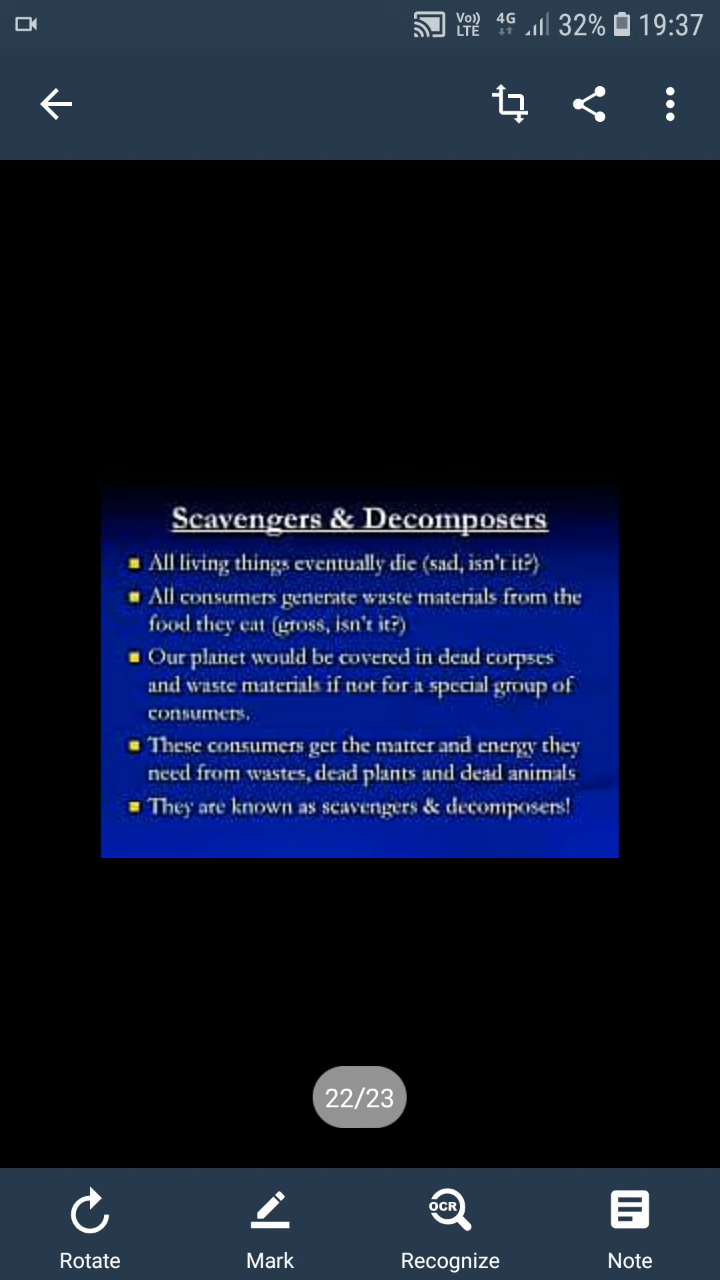 Vo)) LTE 4G 32% 19:37
Scavengers & Decomposers
All living things eventually die (sad, isn't it?)
All consumers generate waste materials from the
food they eat (gross, isn't it?)
Our planet would be covered in dead corpses
and waste materials if not for a special group of
consumers.
These consumers get the matter and energy they
need from wastes, dead plants and dead animals
They are known as scavengers & decomposers!
22/23
OCR
Rotate Mark Recognize Note